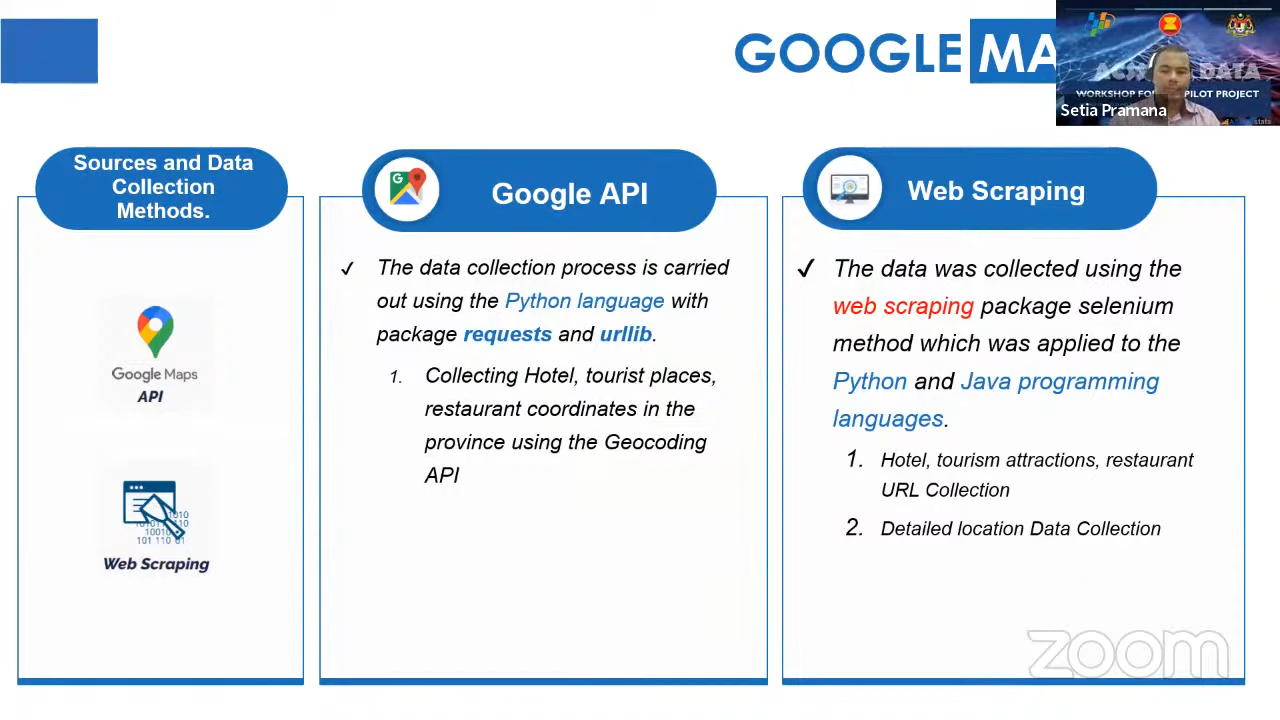 GOOGLE MA
WORKSHOP FO
PILOT PROJECT
Setia Pramana
Sources and Data
Collection
Methods.
Google Maps
API
Web Scraping
Google API
✓ The data collection process is carried
out using the Python language with
package requests and urllib.
1. Collecting Hotel, tourist places,
restaurant coordinates in the
province using the Geocoding
API
Web Scraping
✓ The data was collected using the
web scraping package selenium
method which was applied to the
Python and Java programming
languages.
1. Hotel, tourism attractions, restaurant
URL Collection
2. Detailed location Data Collection
zoom